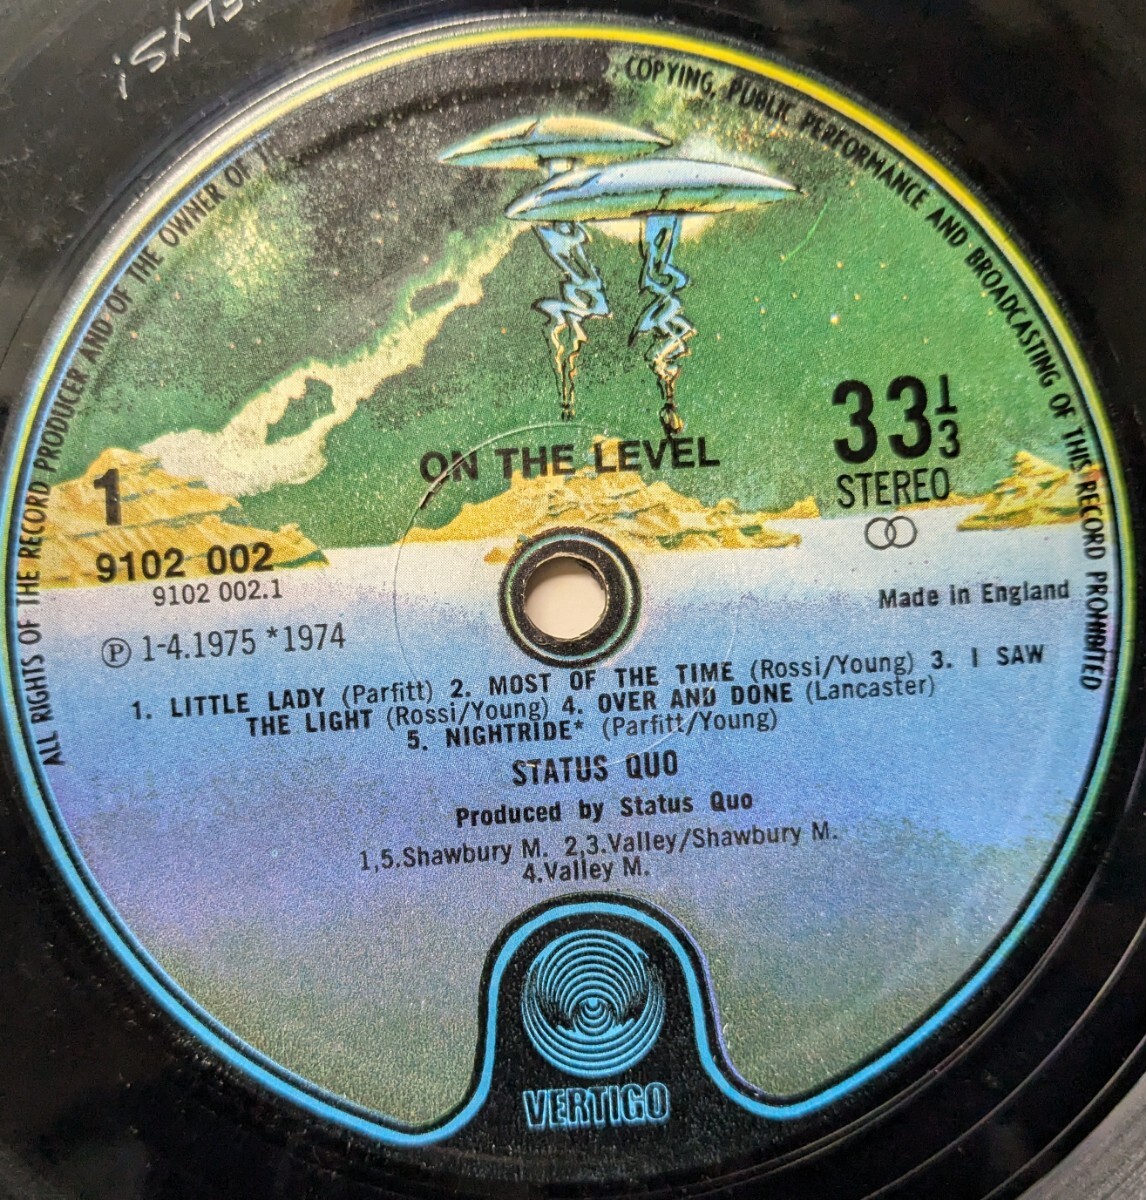 ALL RIGHTS OF THE RECORD PRODUCER AND OF THE OWNER OF
COPYING, PUBLIC PERFORMANCE AND BROADCASTING OF THIS RECORD PROHIBITED
ON THE LEVEL
33 1/3
STEREO
1
9102 002
9102 002.1
Made in England
℗ 1-4.1975 *1974
1. LITTLE LADY (Parfitt) 2. MOST OF THE TIME (Rossi/Young) 3. I SAW
THE LIGHT (Rossi/Young) 4. OVER AND DONE (Lancaster)
5. NIGHTRIDE* (Parfitt/Young)
STATUS QUO
Produced by Status Quo
1,5.Shawbury M. 2,3.Valley/Shawbury M.
4.Valley M.
VERTIGO